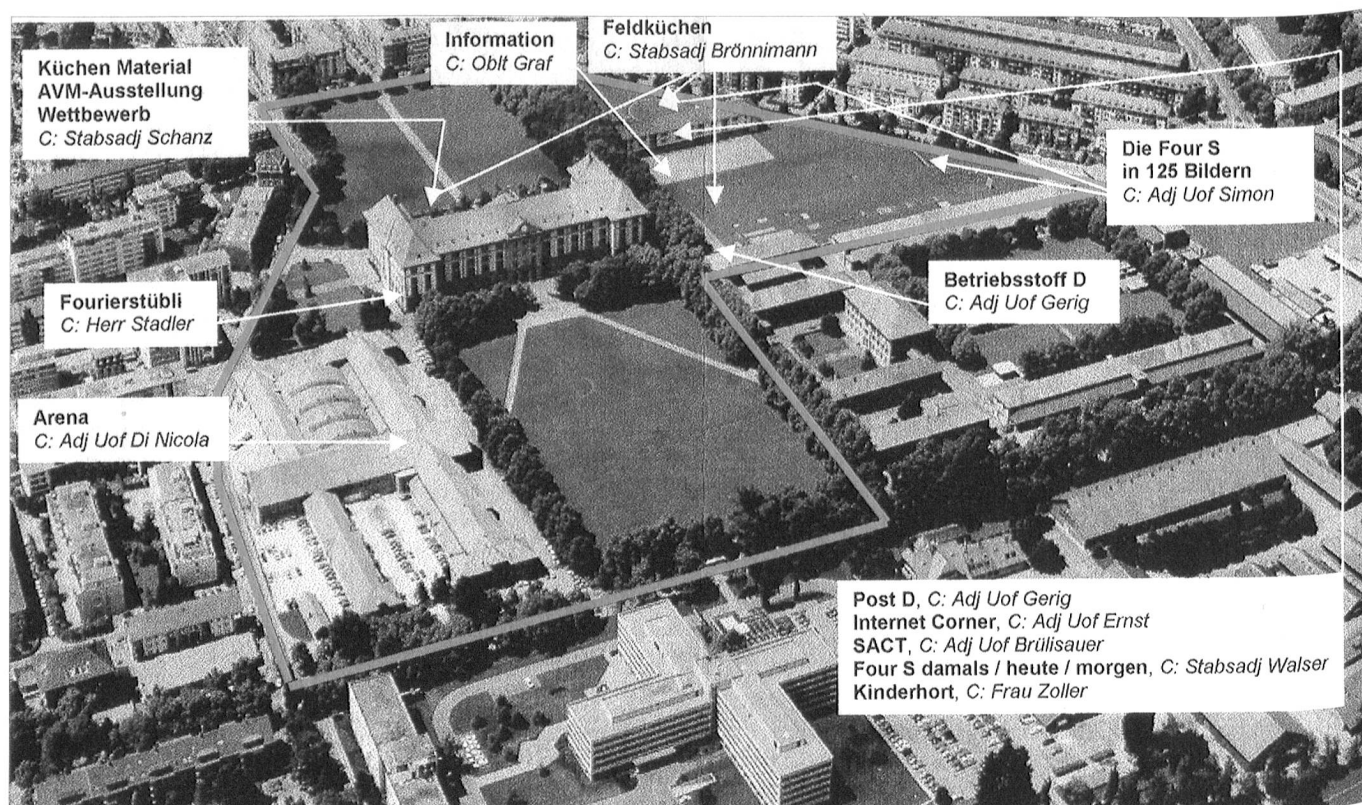 Küchen Material
AVM-Ausstellung
Wettbewerb
C: Stabsadj Schanz
Information
C: Oblt Graf
Feldküchen
C: Stabsadj Brönnimann
Die Four S
in 125 Bildern
C: Adj Uof Simon
Fourierstübli
C: Herr Stadler
Betriebsstoff D
C: Adj Uof Gerig
Arena
C: Adj Uof Di Nicola
Post D, C: Adj Uof Gerig
Internet Corner, C: Adj Uof Ernst
SACT, C: Adj Uof Brülisauer
Four S damals / heute / morgen, C: Stabsadj Walser
Kinderhort, C: Frau Zoller